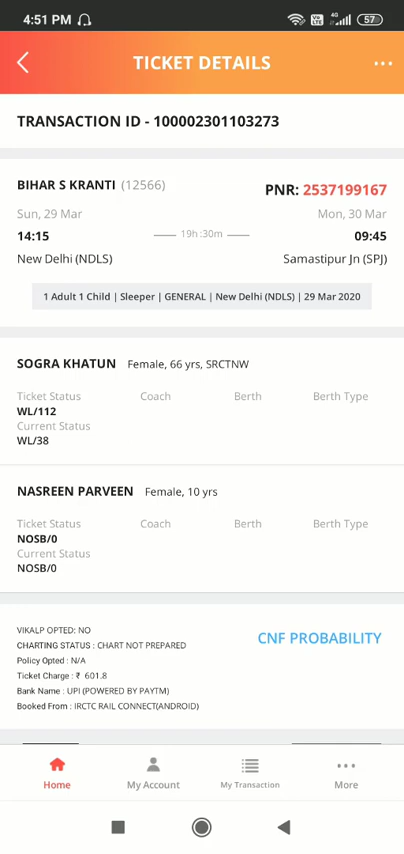 4:51 PM Vo LTE 4G 57
TICKET DETAILS
TRANSACTION ID - 100002301103273
BIHAR S KRANTI (12566) PNR: 2537199167
Sun, 29 Mar Mon, 30 Mar
14:15 19h :30m 09:45
New Delhi (NDLS) Samastipur Jn (SPJ)
1 Adult 1 Child | Sleeper | GENERAL | New Delhi (NDLS) | 29 Mar 2020
SOGRA KHATUN Female, 66 yrs, SRCTNW
Ticket Status Coach Berth Berth Type
WL/112
Current Status
WL/38
NASREEN PARVEEN Female, 10 yrs
Ticket Status Coach Berth Berth Type
NOSB/0
Current Status
NOSB/0
VIKALP OPTED: NO
CHARTING STATUS : CHART NOT PREPARED
CNF PROBABILITY
Policy Opted : N/A
Ticket Charge : ₹ 601.8
Bank Name : UPI (POWERED BY PAYTM)
Booked From : IRCTC RAIL CONNECT(ANDROID)
Home My Account My Transaction More